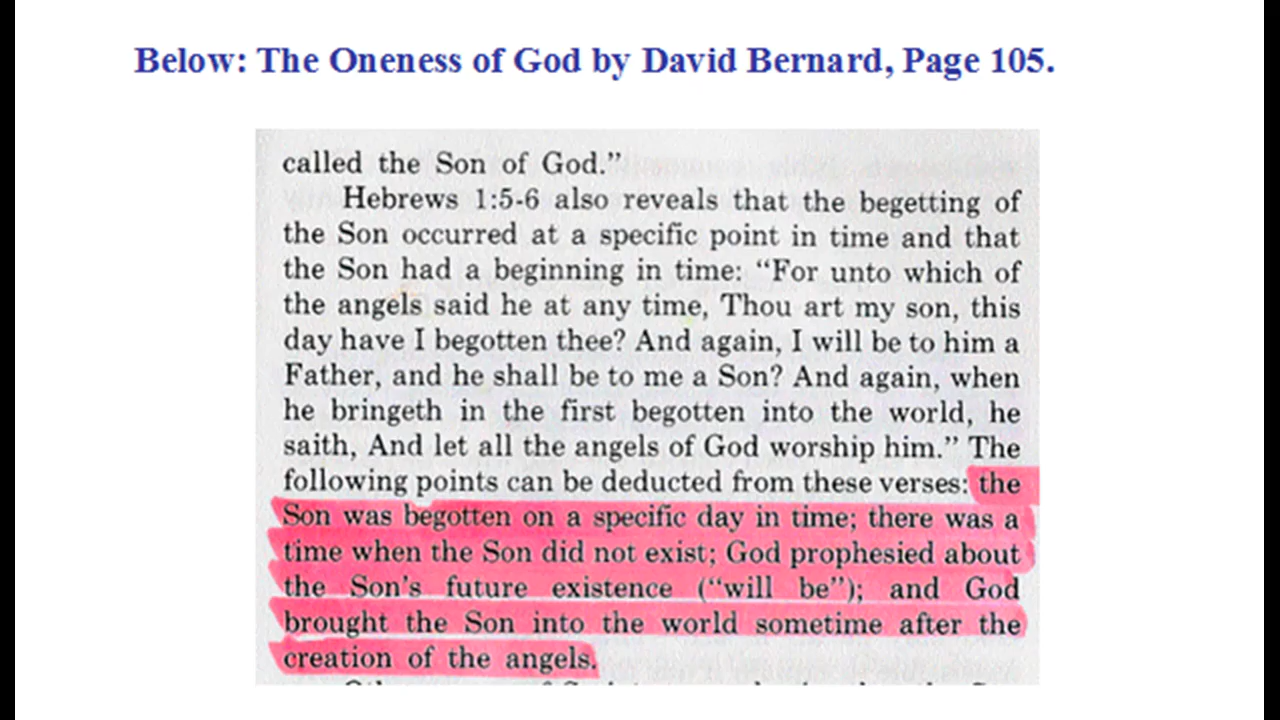 Below: The Oneness of God by David Bernard, Page 105.
called the Son of God.”
Hebrews 1:5-6 also reveals that the begetting of
the Son occurred at a specific point in time and that
the Son had a beginning in time: “For unto which of
the angels said he at any time, Thou art my son, this
day have I begotten thee? And again, I will be to him a
Father, and he shall be to me a Son? And again, when
he bringeth in the first begotten into the world, he
saith, And let all the angels of God worship him.” The
following points can be deducted from these verses: the
Son was begotten on a specific day in time; there was a
time when the Son did not exist; God prophesied about
the Son’s future existence (“will be”); and God
brought the Son into the world sometime after the
creation of the angels.